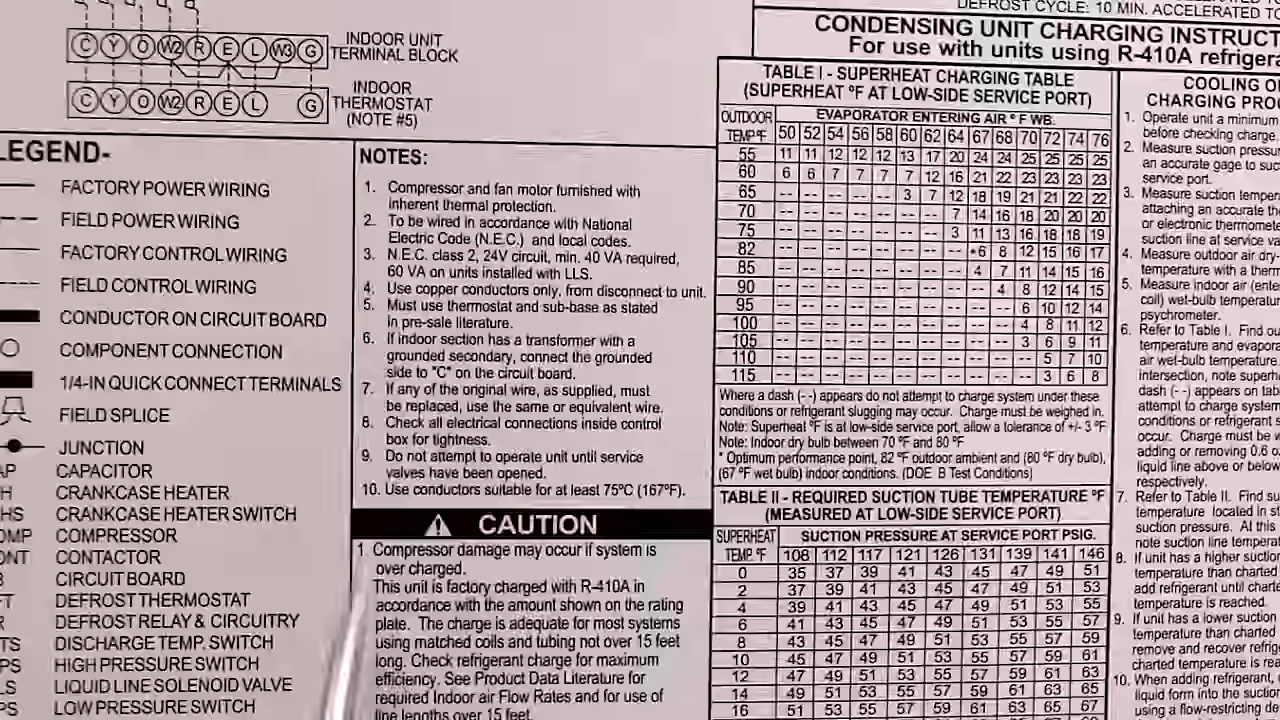 DEFROST CYCLE: 10 MIN. ACCELERATED TO
C Y O W2 R E L W3 G
INDOOR UNIT
TERMINAL BLOCK
C Y O W2 R E L G
INDOOR
THERMOSTAT
(NOTE #5)
LEGEND-
FACTORY POWER WIRING
FIELD POWER WIRING
FACTORY CONTROL WIRING
FIELD CONTROL WIRING
CONDUCTOR ON CIRCUIT BOARD
COMPONENT CONNECTION
1/4-IN QUICK CONNECT TERMINALS
FIELD SPLICE
JUNCTION
AP CAPACITOR
H CRANKCASE HEATER
HS CRANKCASE HEATER SWITCH
OMP COMPRESSOR
ONT CONTACTOR
B CIRCUIT BOARD
FT DEFROST THERMOSTAT
R DEFROST RELAY & CIRCUITRY
TS DISCHARGE TEMP. SWITCH
PS HIGH PRESSURE SWITCH
LS LIQUID LINE SOLENOID VALVE
PS LOW PRESSURE SWITCH
NOTES:
1. Compressor and fan motor furnished with
inherent thermal protection.
2. To be wired in accordance with National
Electric Code (N.E.C.) and local codes.
3. N.E.C. class 2, 24V circuit, min. 40 VA required,
60 VA on units installed with LLS.
4. Use copper conductors only, from disconnect to unit.
5. Must use thermostat and sub-base as stated
in pre-sale literature.
6. If indoor section has a transformer with a
grounded secondary, connect the grounded
side to "C" on the circuit board.
7. If any of the original wire, as supplied, must
be replaced, use the same or equivalent wire.
8. Check all electrical connections inside control
box for tightness.
9. Do not attempt to operate unit until service
valves have been opened.
10. Use conductors suitable for at least 75ºC (167ºF).
CAUTION
1. Compressor damage may occur if system is
over charged.
This unit is factory charged with R-410A in
accordance with the amount shown on the rating
plate. The charge is adequate for most systems
using matched coils and tubing not over 15 feet
long. Check refrigerant charge for maximum
efficiency. See Product Data Literature for
required Indoor air Flow Rates and for use of
line lengths over 15 feet.
CONDENSING UNIT CHARGING INSTRUCT
For use with units using R-410A refrigera
TABLE I - SUPERHEAT CHARGING TABLE
(SUPERHEAT ºF AT LOW-SIDE SERVICE PORT)
OUTDOOR TEMP ºF
EVAPORATOR ENTERING AIR º F WB.
50 52 54 56 58 60 62 64 67 68 70 72 74 76
55 11 11 12 12 12 13 17 20 24 24 25 25 25 25
60 6 6 7 7 7 7 12 16 21 22 23 23 23 23
65 -- -- -- -- -- 3 7 12 18 19 21 21 22 22
70 -- -- -- -- -- -- -- 7 14 16 18 20 20 20
75 -- -- -- -- -- -- -- 3 11 13 16 18 18 19
82 -- -- -- -- -- -- -- -- *6 8 12 15 16 17
85 -- -- -- -- -- -- -- -- 4 7 11 14 15 16
90 -- -- -- -- -- -- -- -- -- 4 8 12 14 15
95 -- -- -- -- -- -- -- -- -- -- 6 10 12 14
100 -- -- -- -- -- -- -- -- -- -- 4 8 11 12
105 -- -- -- -- -- -- -- -- -- -- 3 6 9 11
110 -- -- -- -- -- -- -- -- -- -- -- 5 7 10
115 -- -- -- -- -- -- -- -- -- -- -- 3 6 8
Where a dash (- -) appears do not attempt to charge system under these
conditions or refrigerant slugging may occur. Charge must be weighed in.
Note: Superheat ºF is at low-side service port, allow a tolerance of +/- 3 ºF
Note: Indoor dry bulb between 70 ºF and 80 ºF
* Optimum performance point, 82 ºF outdoor ambient and (80 ºF dry bulb),
(67 ºF wet bulb) indoor conditions. (DOE B Test Conditions)
TABLE II - REQUIRED SUCTION TUBE TEMPERATURE ºF
(MEASURED AT LOW-SIDE SERVICE PORT)
SUPERHEAT TEMP. ºF
SUCTION PRESSURE AT SERVICE PORT PSIG.
108 112 117 121 126 131 139 141 146
0 35 37 39 41 43 45 47 49 51
2 37 39 41 43 45 47 49 51 53
4 39 41 43 45 47 49 51 53 55
6 41 43 45 47 49 51 53 55 57
8 43 45 47 49 51 53 55 57 59
10 45 47 49 51 53 55 57 59 61
12 47 49 51 53 55 57 59 61 63
14 49 51 53 55 57 59 61 63 65
16 51 53 55 57 59 61 63 65 67
COOLING O
CHARGING PRO
1. Operate unit a minimum
before checking charge.
2. Measure suction pressu
an accurate gage to suc
service port.
3. Measure suction tempera
attaching an accurate the
or electronic thermomete
suction line at service va
4. Measure outdoor air dry-
temperature with a therm
5. Measure indoor air (enter
coil) wet-bulb temperatur
psychrometer.
6. Refer to Table I. Find ou
temperature and evapora
air wet-bulb temperature.
intersection, note superhe
dash (- -) appears on tab
attempt to charge system
conditions or refrigerant s
occur. Charge must be w
adding or removing 0.6 o
liquid line above or below
respectively.
7. Refer to Table II. Find su
temperature located in st
suction pressure. At this
note suction line temperat
8. If unit has a higher suction
temperature than charted
add refrigerant until charte
temperature is reached.
9. If unit has a lower suction
temperature than charted
remove and recover refrige
charted temperature is rea
10. When adding refrigerant,
liquid form into the suction
using a flow-restricting de